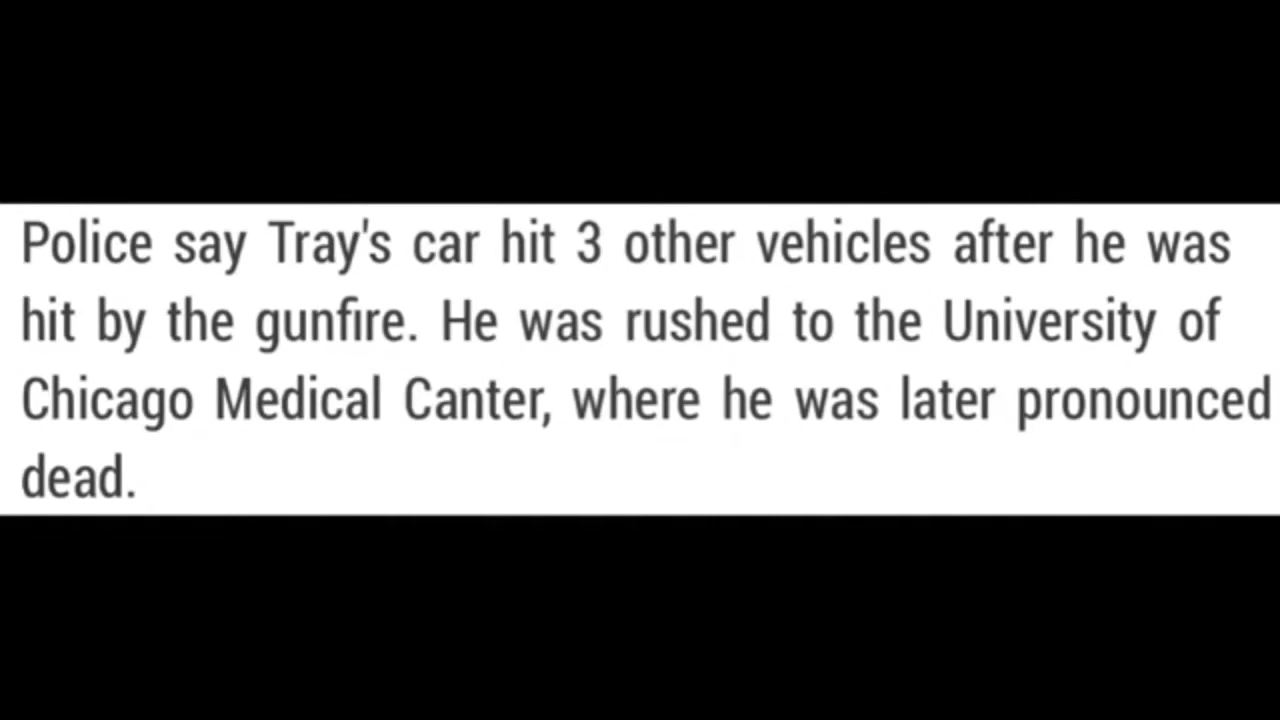 Police say Tray's car hit 3 other vehicles after he was
hit by the gunfire. He was rushed to the University of
Chicago Medical Canter, where he was later pronounced
dead.